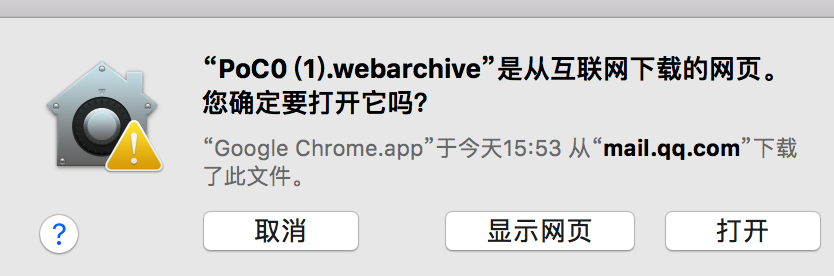 “PoC0 (1).webarchive”是从互联网下载的网页。
您确定要打开它吗？
“Google Chrome.app”于今天15:53 从“mail.qq.com”下载
了此文件。
? 取消 显示网页 打开